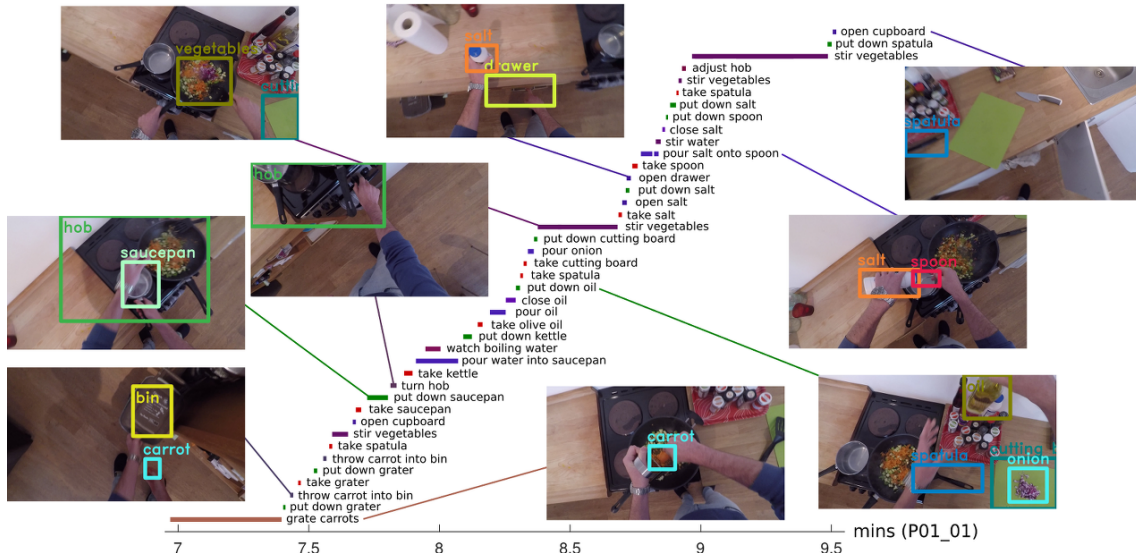 open cupboard
put down spatula
stir vegetables
adjust hob
stir vegetables
take spatula
put down salt
put down spoon
close salt
stir water
pour salt onto spoon
take spoon
open drawer
put down salt
open salt
take salt
stir vegetables
put down cutting board
pour onion
take cutting board
take spatula
put down oil
close oil
pour oil
take olive oil
put down kettle
watch boiling water
pour water into saucepan
take kettle
turn hob
put down saucepan
take saucepan
open cupboard
stir vegetables
take spatula
throw carrot into bin
put down grater
take grater
throw carrot into bin
put down grater
grate carrots
vegetables
salt
drawer
spatula
hob
hob
saucepan
salt
spoon
bin
carrot
carrot
spatula
cutting b
onion
7
7.5
8
8.5
9
9.5
mins (P01_01)